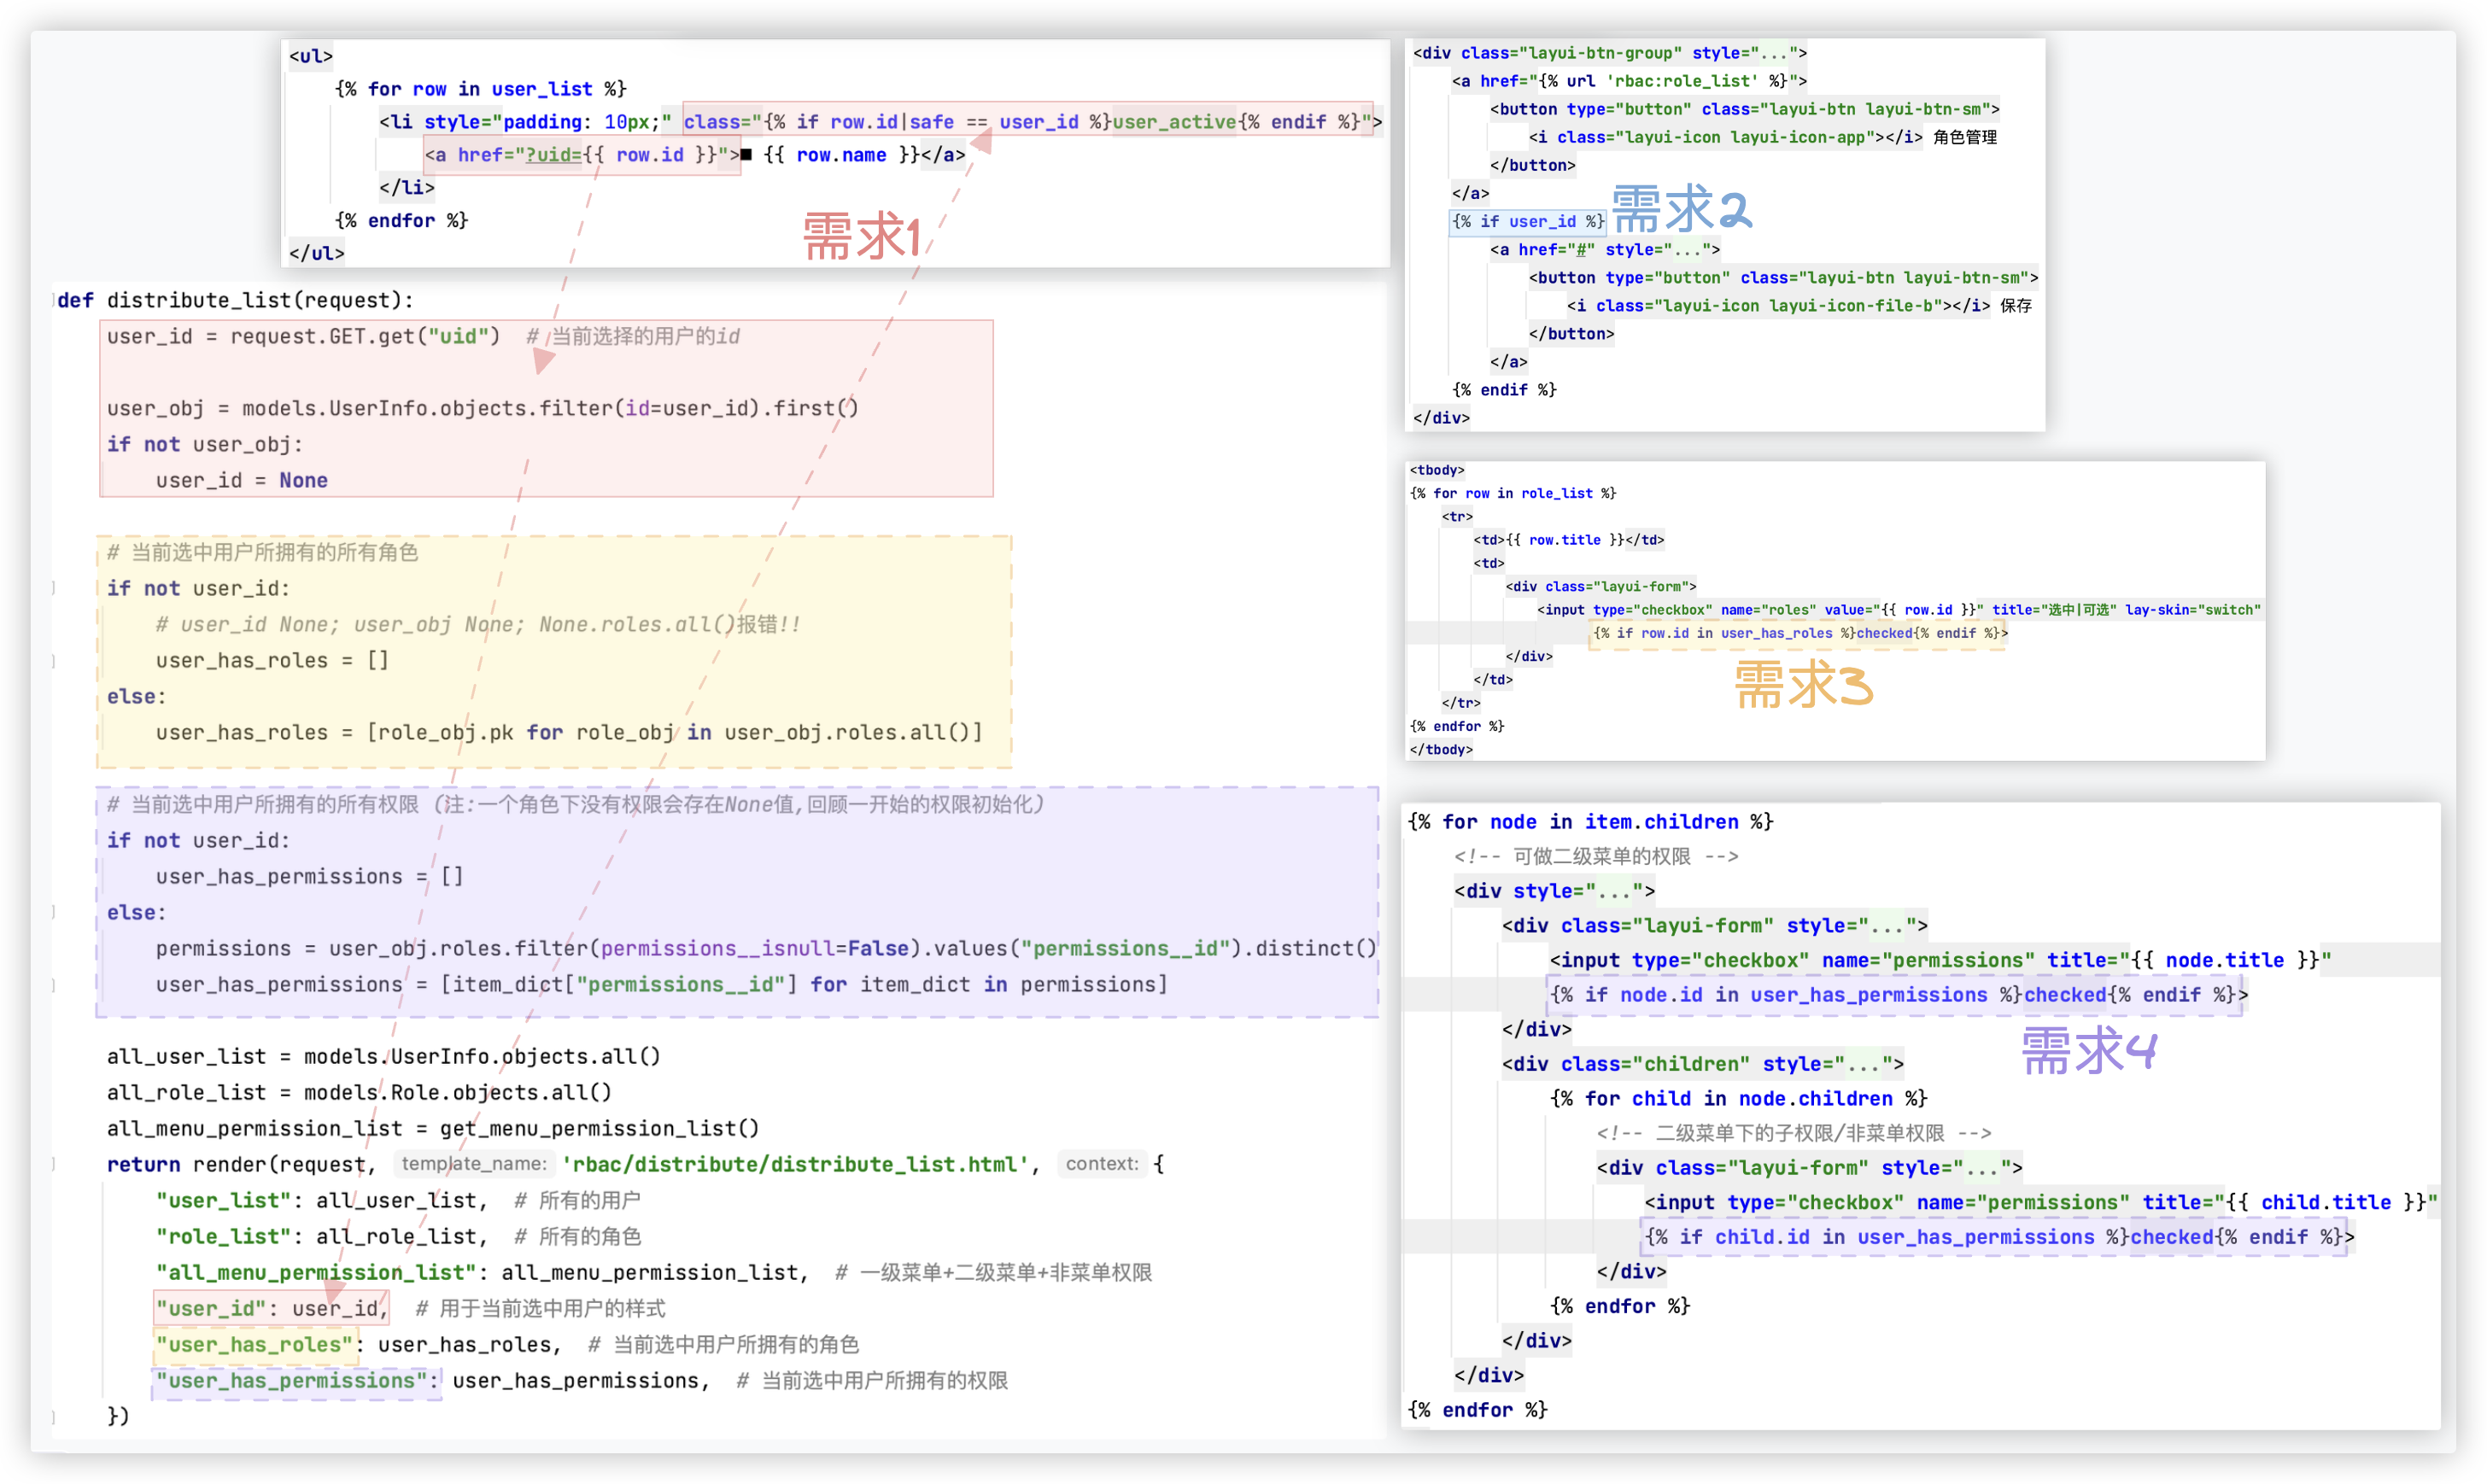 <ul>
{% for row in user_list %}
<li style="padding: 10px;" class="{% if row.id|safe == user_id %}user_active{% endif %}">
<a href="?uid={{ row.id }}">■ {{ row.name }}</a>
</li>
{% endfor %}
</ul>
需求1
def distribute_list(request):
user_id = request.GET.get("uid")  # 当前选择的用户的id
user_obj = models.UserInfo.objects.filter(id=user_id).first()
if not user_obj:
user_id = None
# 当前选中用户所拥有的所有角色
if not user_id:
# user_id None; user_obj None; None.roles.all()报错!!
user_has_roles = []
else:
user_has_roles = [role_obj.pk for role_obj in user_obj.roles.all()]
# 当前选中用户所拥有的所有权限 (注:一个角色下没有权限会存在None值,回顾一开始的权限初始化)
if not user_id:
user_has_permissions = []
else:
permissions = user_obj.roles.filter(permissions__isnull=False).values("permissions__id").distinct()
user_has_permissions = [item_dict["permissions__id"] for item_dict in permissions]
all_user_list = models.UserInfo.objects.all()
all_role_list = models.Role.objects.all()
all_menu_permission_list = get_menu_permission_list()
return render(request, template_name: 'rbac/distribute/distribute_list.html', context: {
"user_list": all_user_list,  # 所有的用户
"role_list": all_role_list,  # 所有的角色
"all_menu_permission_list": all_menu_permission_list,  # 一级菜单+二级菜单+非菜单权限
"user_id": user_id,  # 用于当前选中用户的样式
"user_has_roles": user_has_roles,  # 当前选中用户所拥有的角色
"user_has_permissions": user_has_permissions,  # 当前选中用户所拥有的权限
})
<div class="layui-btn-group" style="...">
<a href="{% url 'rbac:role_list' %}">
<button type="button" class="layui-btn layui-btn-sm">
<i class="layui-icon layui-icon-app"></i> 角色管理
</button>
</a>
{% if user_id %}
需求2
<a href="#" style="...">
<button type="button" class="layui-btn layui-btn-sm">
<i class="layui-icon layui-icon-file-b"></i> 保存
</button>
</a>
{% endif %}
</div>
<tbody>
{% for row in role_list %}
<tr>
<td>{{ row.title }}</td>
<td>
<div class="layui-form">
<input type="checkbox" name="roles" value="{{ row.id }}" title="选中|可选" lay-skin="switch"
{% if row.id in user_has_roles %}checked{% endif %}>
</div>
需求3
</td>
</tr>
{% endfor %}
</tbody>
{% for node in item.children %}
<!-- 可做二级菜单的权限 -->
<div style="...">
<div class="layui-form" style="...">
<input type="checkbox" name="permissions" title="{{ node.title }}"
{% if node.id in user_has_permissions %}checked{% endif %}>
</div>
需求4
<div class="children" style="...">
{% for child in node.children %}
<!-- 二级菜单下的子权限/非菜单权限 -->
<div class="layui-form" style="...">
<input type="checkbox" name="permissions" title="{{ child.title }}"
{% if child.id in user_has_permissions %}checked{% endif %}>
</div>
{% endfor %}
</div>
</div>
{% endfor %}